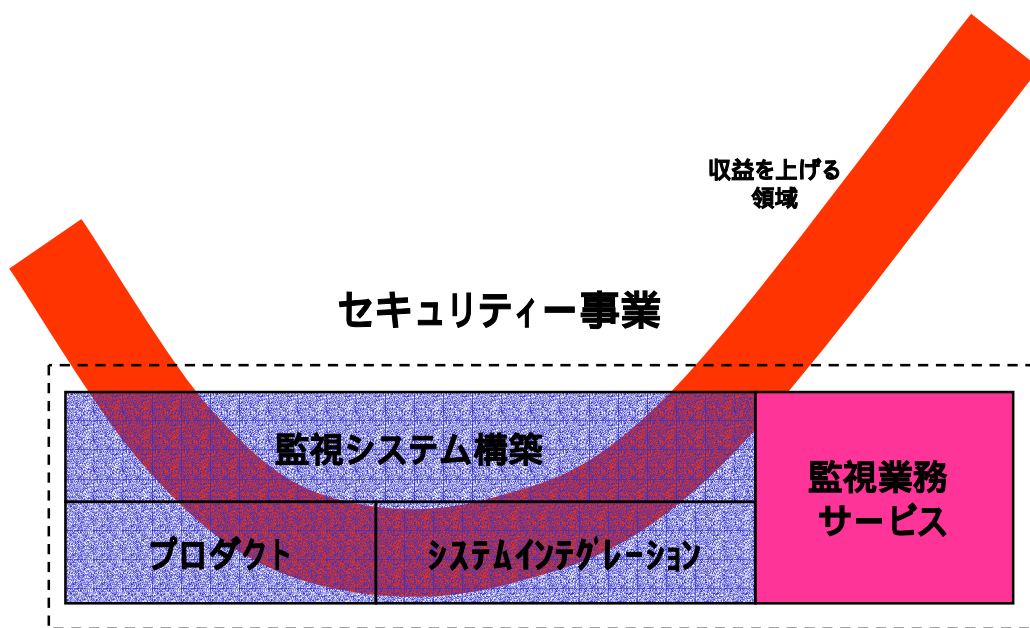 収益を上げる
領域
セキュリティー事業
監視システム構築
監視業務
サービス
プロダクト
システムインテグレーション